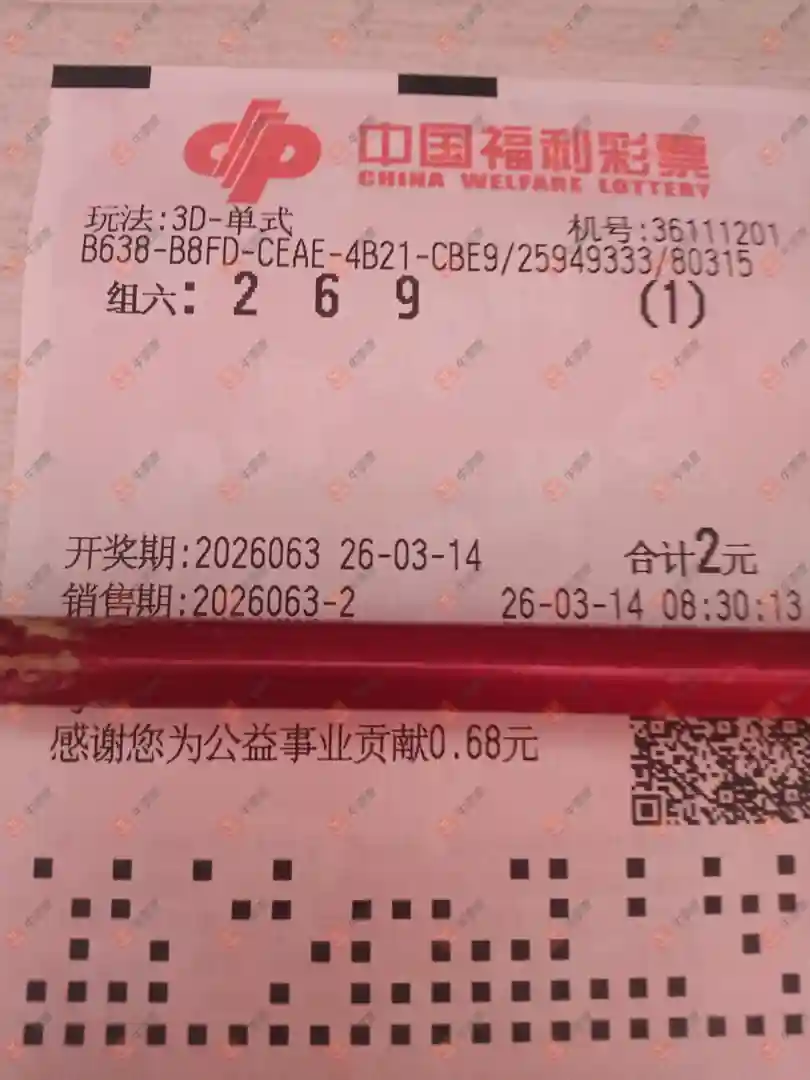 中国福利彩票
CHINA WELFARE LOTTERY
玩法:3D-单式 机号:36111201
B638-B8FD-CEAE-4B21-CBE9/25949333/80315
组六: 2 6 9 (1)
开奖期:2026063 26-03-14 合计2元
销售期:2026063-2 26-03-14 08:30:13
感谢您为公益事业贡献0.68元